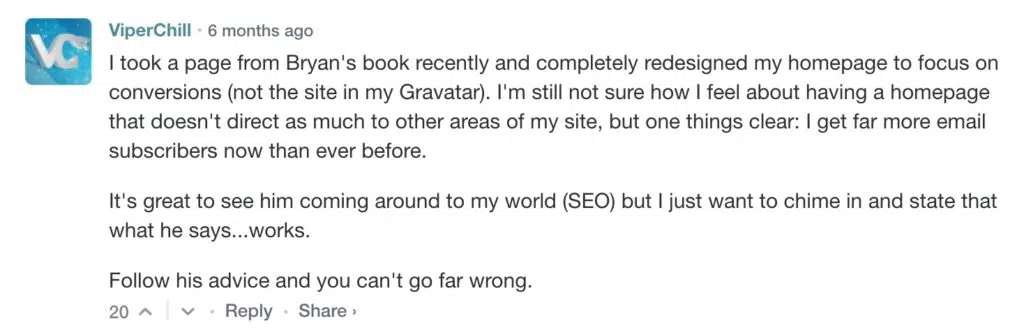 VC
ViperChill • 6 months ago
I took a page from Bryan's book recently and completely redesigned my homepage to focus on
conversions (not the site in my Gravatar). I'm still not sure how I feel about having a homepage
that doesn't direct as much to other areas of my site, but one things clear: I get far more email
subscribers now than ever before.
It's great to see him coming around to my world (SEO) but I just want to chime in and state that
what he says...works.
Follow his advice and you can't go far wrong.
20 • Reply • Share ›